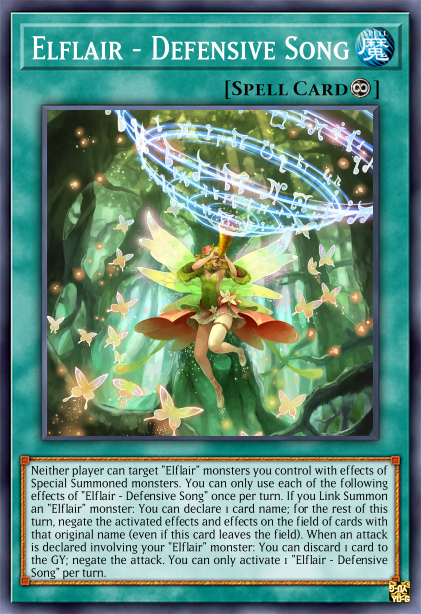 Elflair - Defensive Song
SPELL
魔
[Spell Card]
Neither player can target "Elflair" monsters you control with effects of
Special Summoned monsters. You can only use each of the following
effects of "Elflair - Defensive Song" once per turn. If you Link Summon
an "Elflair" monster: You can declare 1 card name; for the rest of
this turn, negate the activated effects and effects on the field of cards with
that original name (even if this card leaves the field). When an attack
is declared involving your "Elflair" monster: You can discard 1 card to
the GY; negate the attack. You can only activate 1 "Elflair - Defensive
Song" per turn.